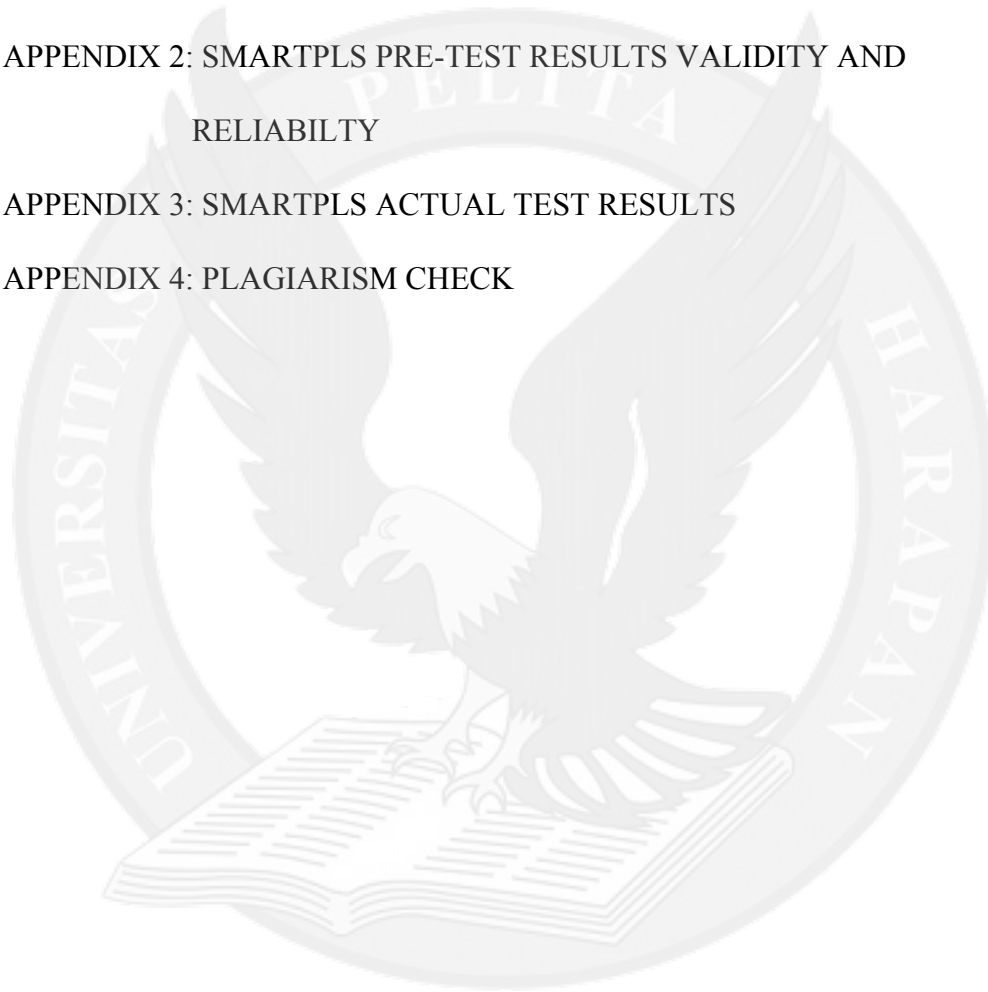 APPENDIX 2: SMARTPLS PRE-TEST RESULTS VALIDITY AND
RELIABILTY
APPENDIX 3: SMARTPLS ACTUAL TEST RESULTS
APPENDIX 4: PLAGIARISM CHECK
UNIVERSITAS PELITA HARAPAN